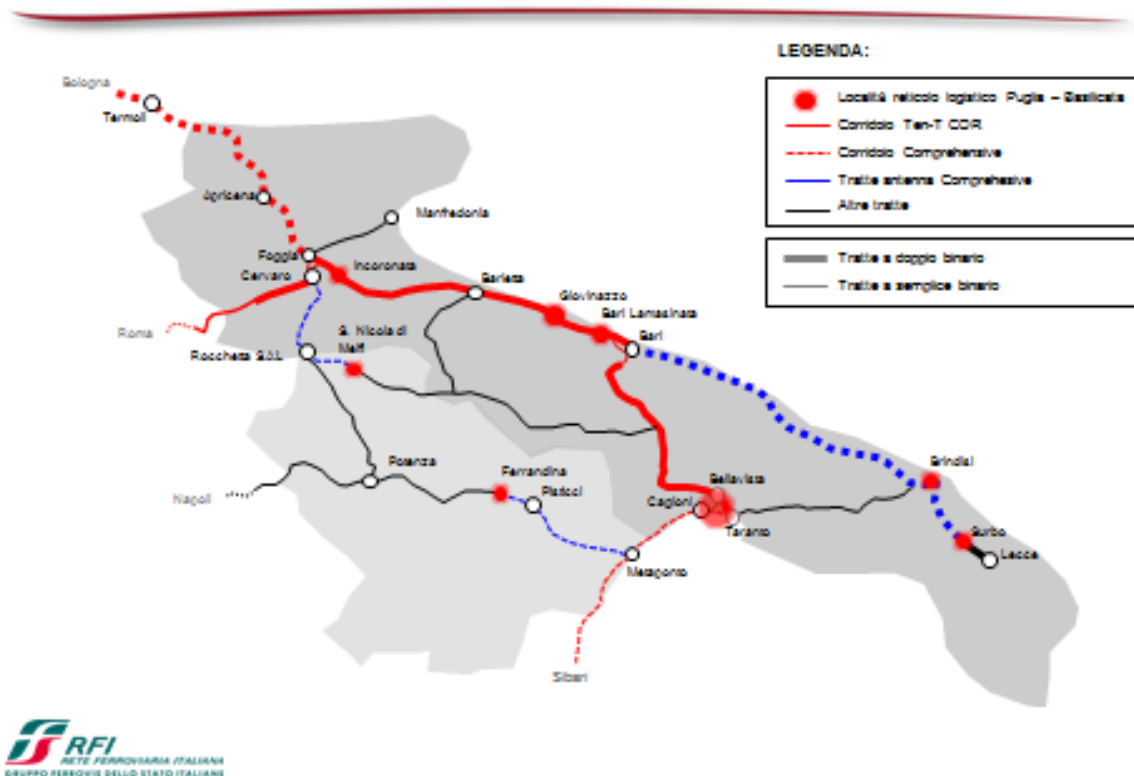 LEGENDA:
Località reticolo logistico Puglia – Basilicata
Corridoio Ten-T COR
Corridoio Comprehensive
Tratte antenna Comprehesive
Altre tratte
Tratte a doppio binario
Tratte a semplice binario
Bologna
Termoli
Apricena
Manfredonia
Foggia
Cervaro
Incoronata
Barletta
Giovinazzo
Bari Lamasinata
Bari
Roma
S. Nicola di
Melfi
Rocchetta S.A.L
Potenza
Ferrandina
Pisticci
Napoli
Bellavista
Cagioni
Taranto
Brindisi
Surbo
Lecce
Metaponto
Sibari
RFI
RETE FERROVIARIA ITALIANA
GRUPPO FERROVIE DELLO STATO ITALIANE